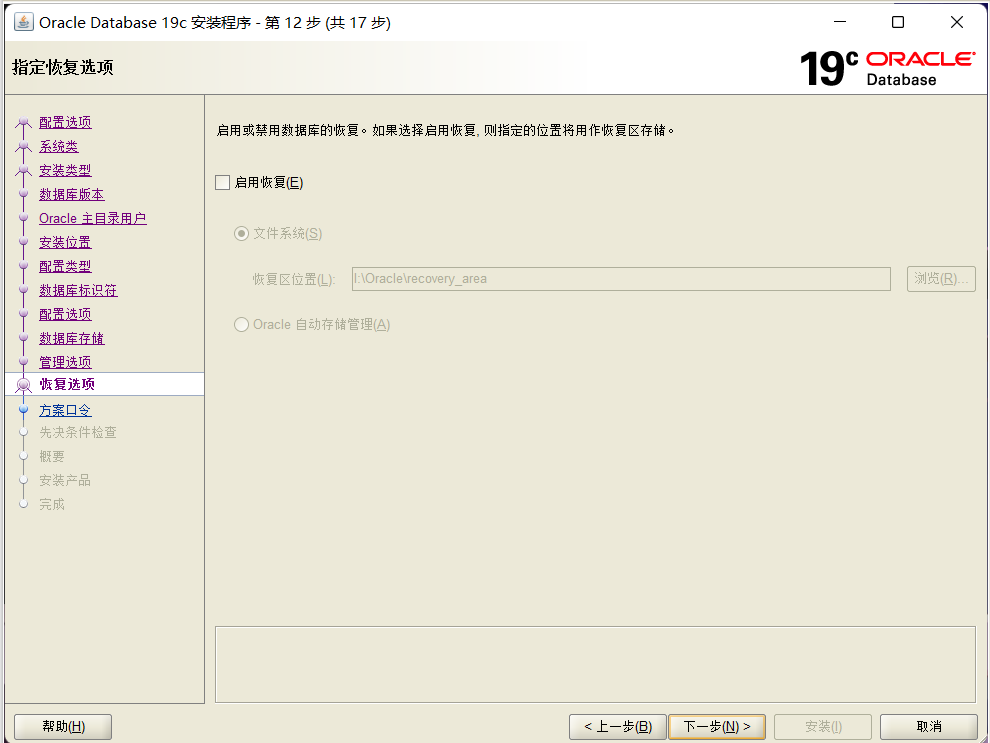 Oracle Database 19c 安装程序 - 第 12 步 (共 17 步)
指定恢复选项
19c ORACLE
Database
配置选项
系统类
安装类型
数据库版本
Oracle 主目录用户
安装位置
配置类型
数据库标识符
配置选项
数据库存储
管理选项
恢复选项
方案口令
先决条件检查
概要
安装产品
完成
启用或禁用数据库的恢复。如果选择启用恢复, 则指定的位置将用作恢复区存储。
启用恢复(E)
文件系统(S)
恢复区位置(L): I:\Oracle\recovery_area 浏览(R)...
Oracle 自动存储管理(A)
帮助(H) < 上一步(B) 下一步(N) > 安装(I) 取消